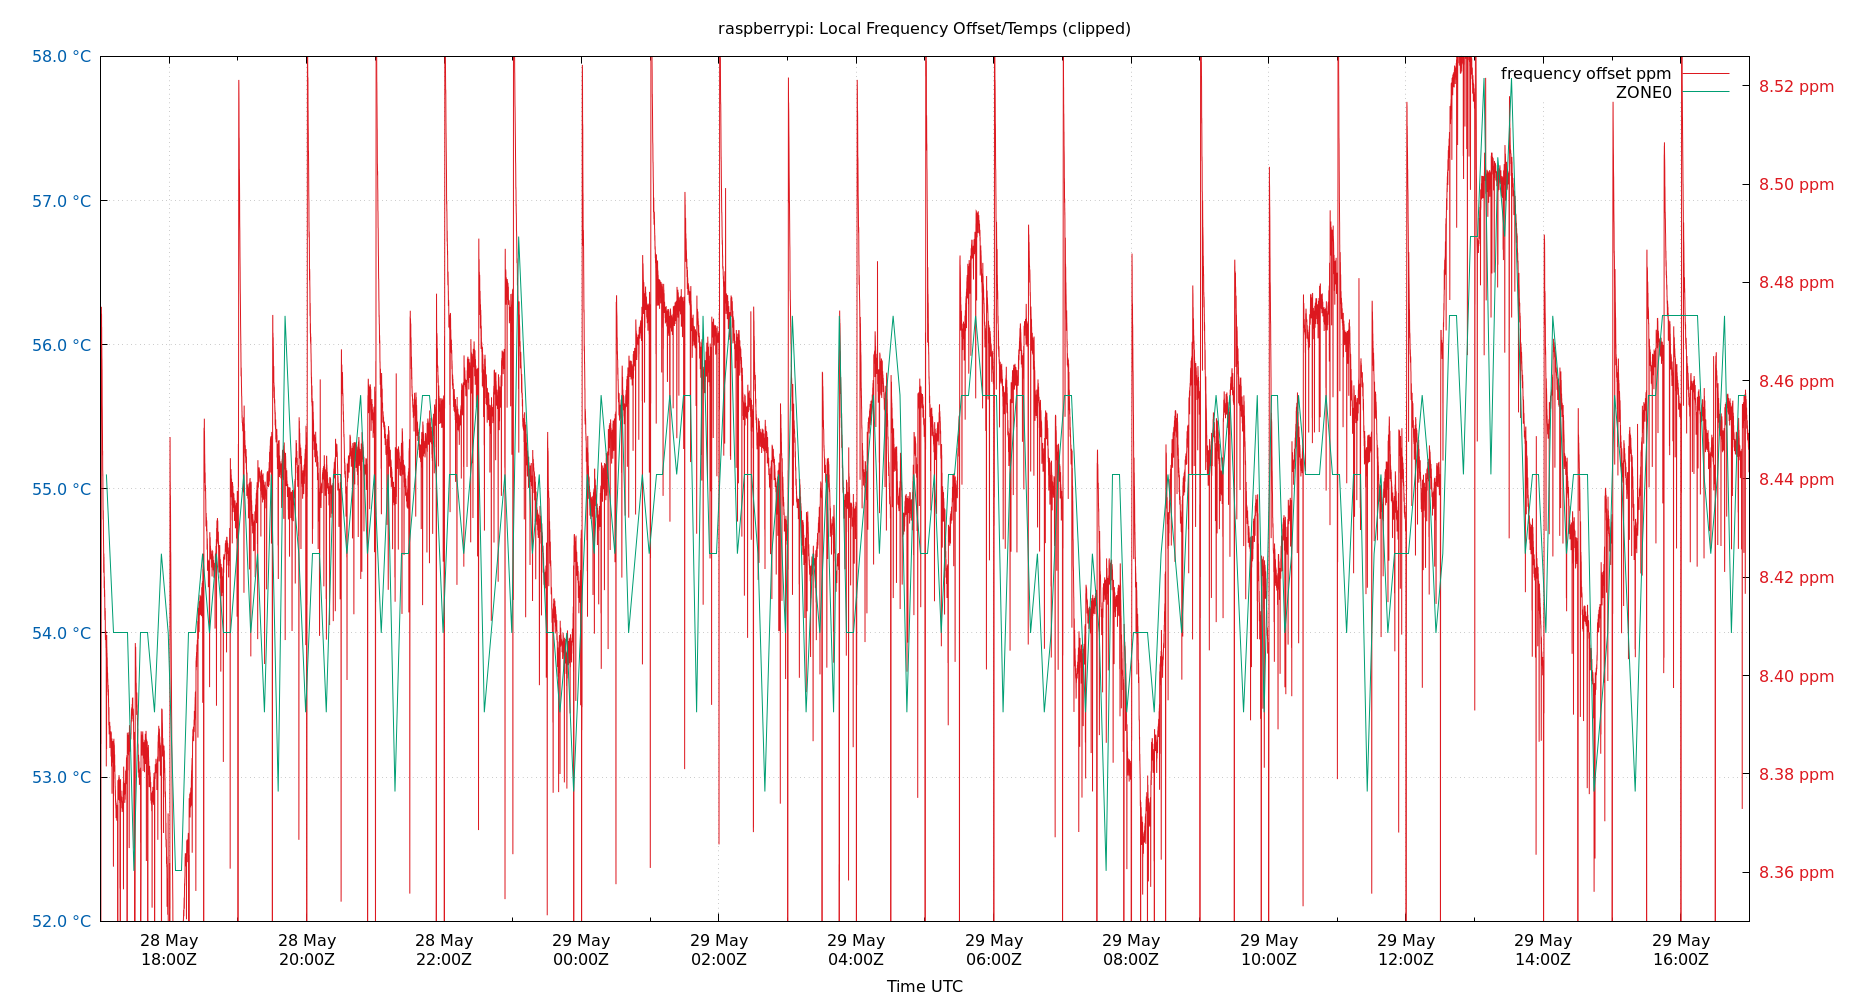 raspberrypi: Local Frequency Offset/Temps (clipped)
frequency offset ppm
ZONE0
58.0 °C
57.0 °C
56.0 °C
55.0 °C
54.0 °C
53.0 °C
52.0 °C
8.52 ppm
8.50 ppm
8.48 ppm
8.46 ppm
8.44 ppm
8.42 ppm
8.40 ppm
8.38 ppm
8.36 ppm
28 May 28 May 28 May 29 May 29 May 29 May 29 May 29 May 29 May 29 May 29 May 29 May
18:00Z 20:00Z 22:00Z 00:00Z 02:00Z 04:00Z 06:00Z 08:00Z 10:00Z 12:00Z 14:00Z 16:00Z
Time UTC